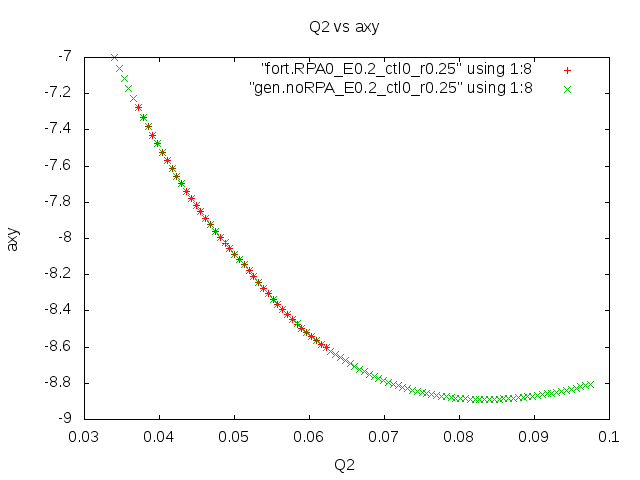 Q2 vs axy
"fort.RPA0_E0.2_ctl0_r0.25" using 1:8
"gen.noRPA_E0.2_ctl0_r0.25" using 1:8
-7
-7.2
-7.4
-7.6
-7.8
-8
-8.2
-8.4
-8.6
-8.8
-9
axy
0.03 0.04 0.05 0.06 0.07 0.08 0.09 0.1
Q2